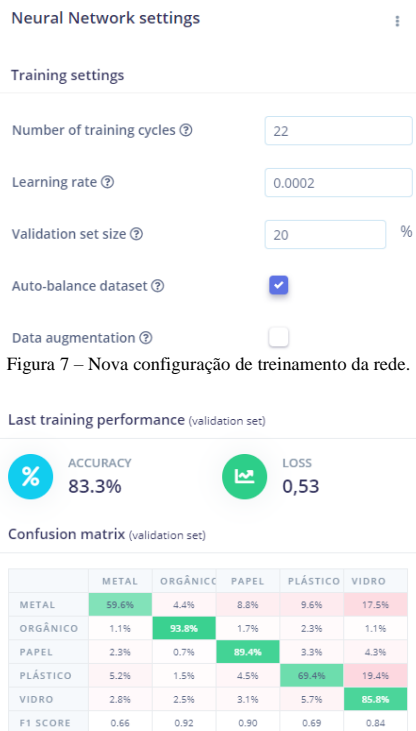 Neural Network settings
Training settings
Number of training cycles
22
Learning rate
0.0002
Validation set size
20 %
Auto-balance dataset
Data augmentation
Figura 7 – Nova configuração de treinamento da rede.
Last training performance (validation set)
% ACCURACY 83.3%
LOSS 0,53
Confusion matrix (validation set)
METAL ORGÂNICC PAPEL PLÁSTICO VIDRO
METAL 59.6% 4.4% 8.8% 9.6% 17.5%
ORGÂNICO 1.1% 93.8% 1.7% 2.3% 1.1%
PAPEL 2.3% 0.7% 89.4% 3.3% 4.3%
PLÁSTICO 5.2% 1.5% 4.5% 69.4% 19.4%
VIDRO 2.8% 2.5% 3.1% 5.7% 85.8%
F1 SCORE 0.66 0.92 0.90 0.69 0.84